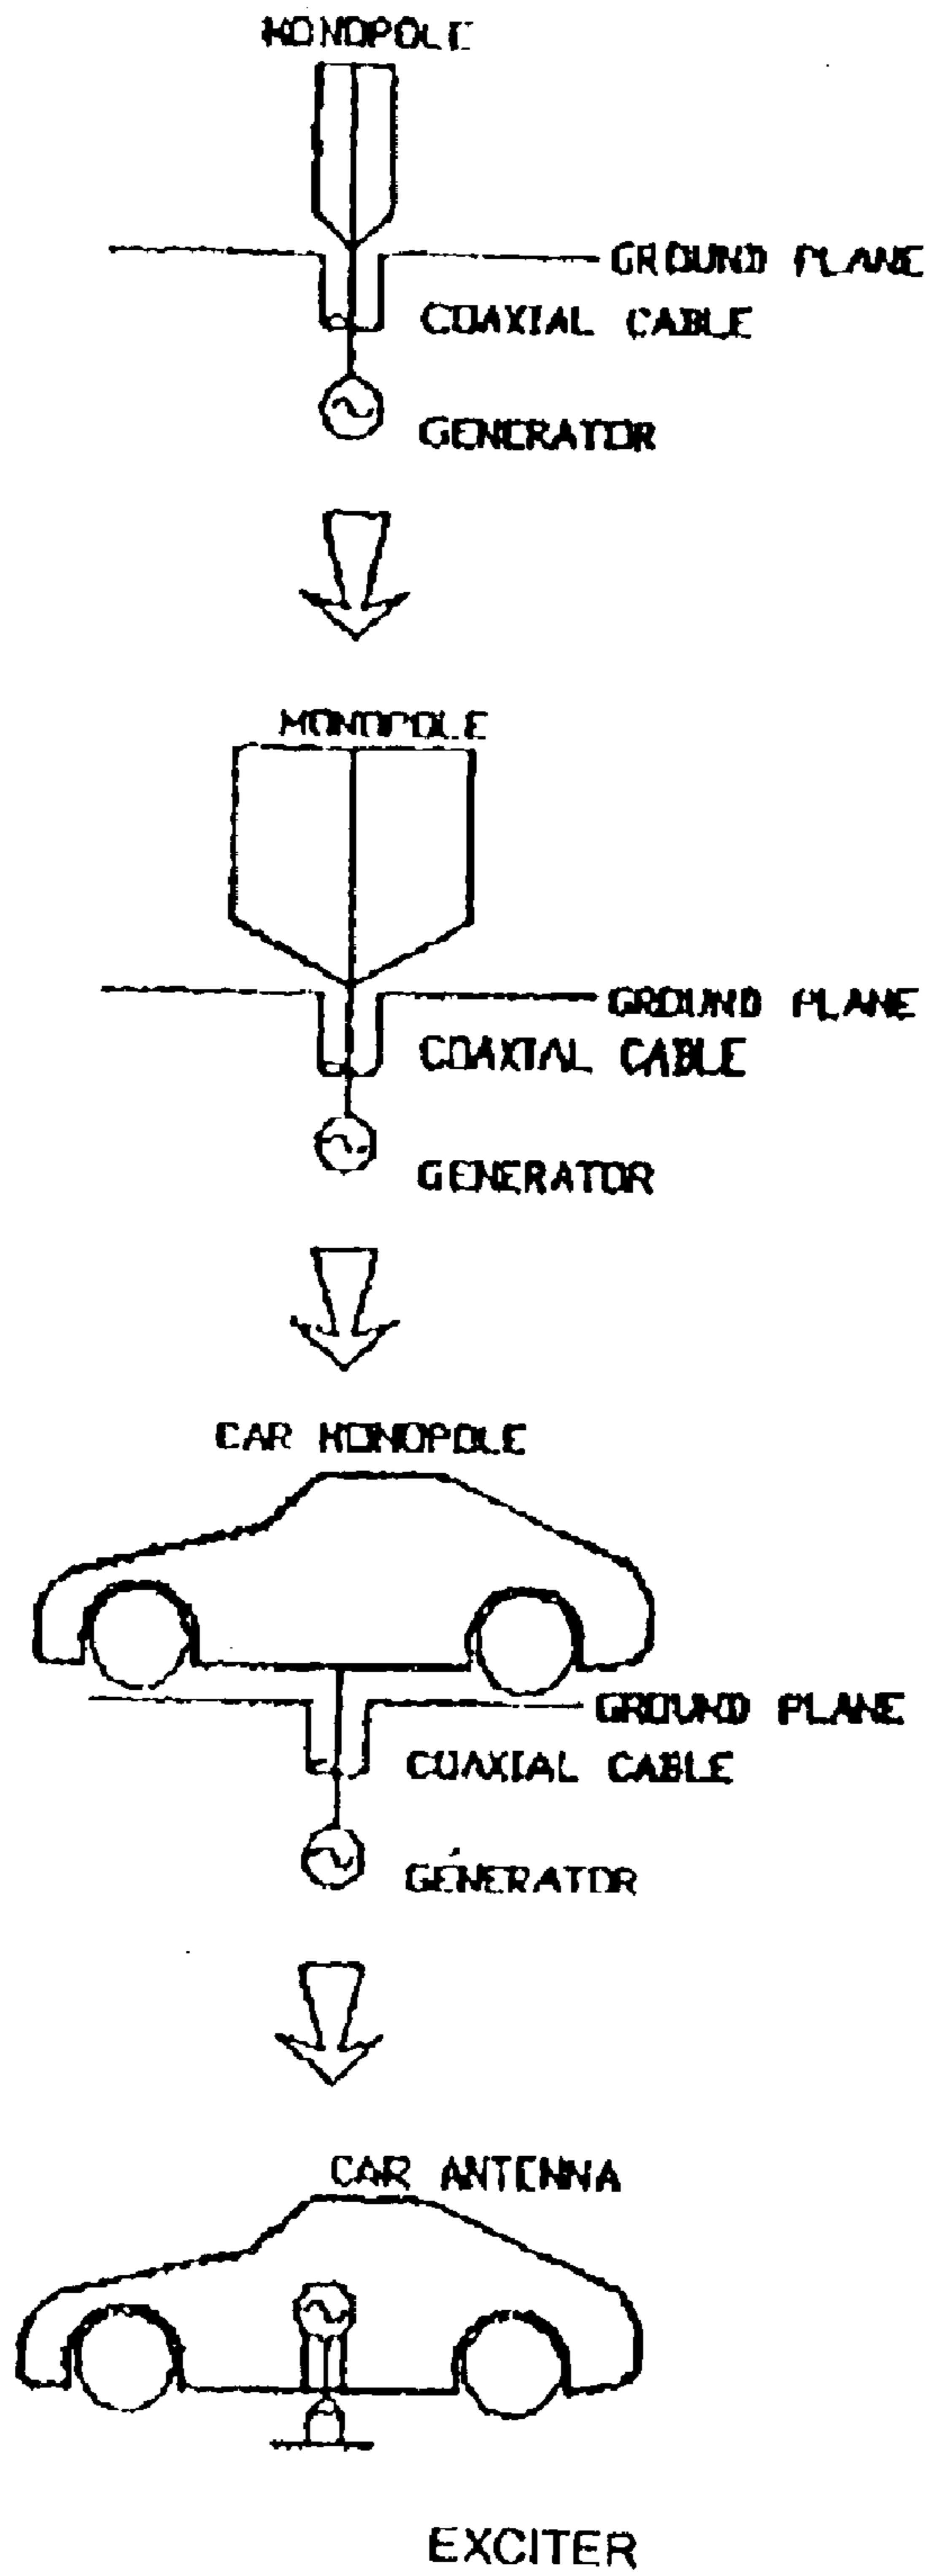 MONOPOLE
GROUND PLANE
COAXIAL CABLE
GENERATOR
MONOPOLE
GROUND PLANE
COAXIAL CABLE
GENERATOR
CAR MONOPOLE
GROUND PLANE
COAXIAL CABLE
GENERATOR
CAR ANTENNA
EXCITER